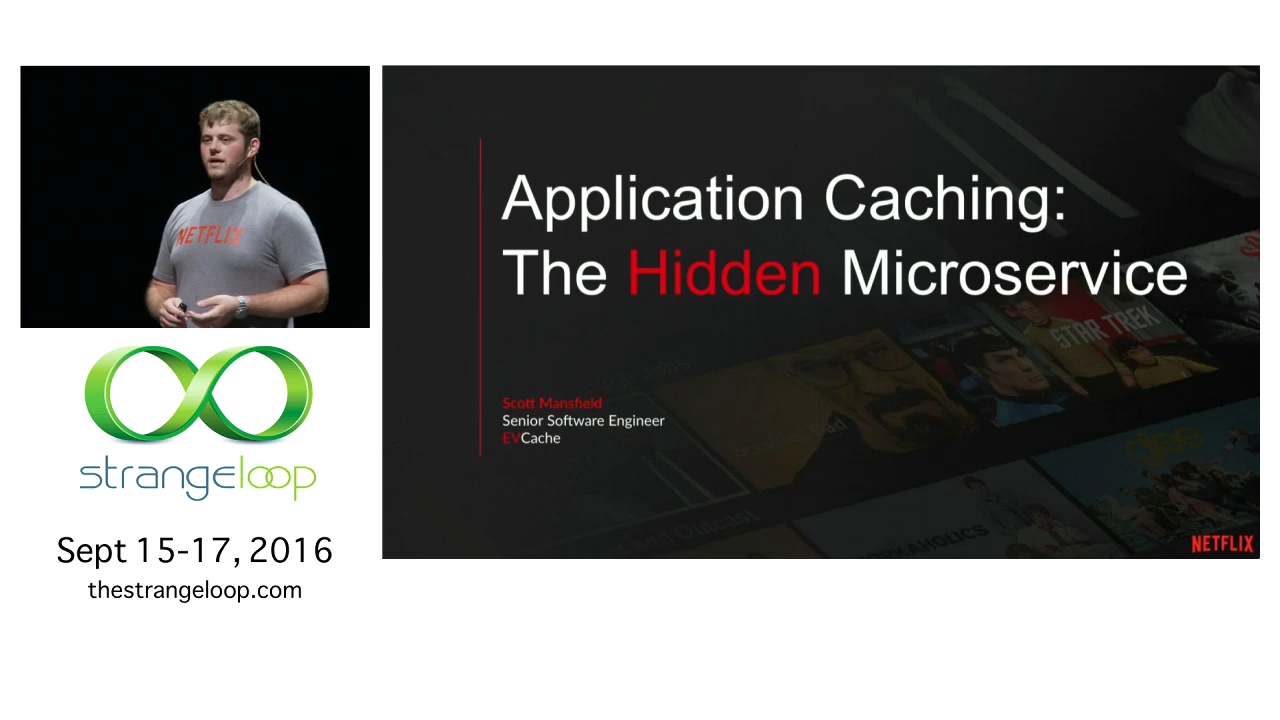 NETFLIX
strangeloop
Sept 15-17, 2016
thestrangeloop.com
Application Caching:
The Hidden Microservice
Scott Mansfield
Senior Software Engineer
EVCache
STAR TREK
glee
NETFLIX